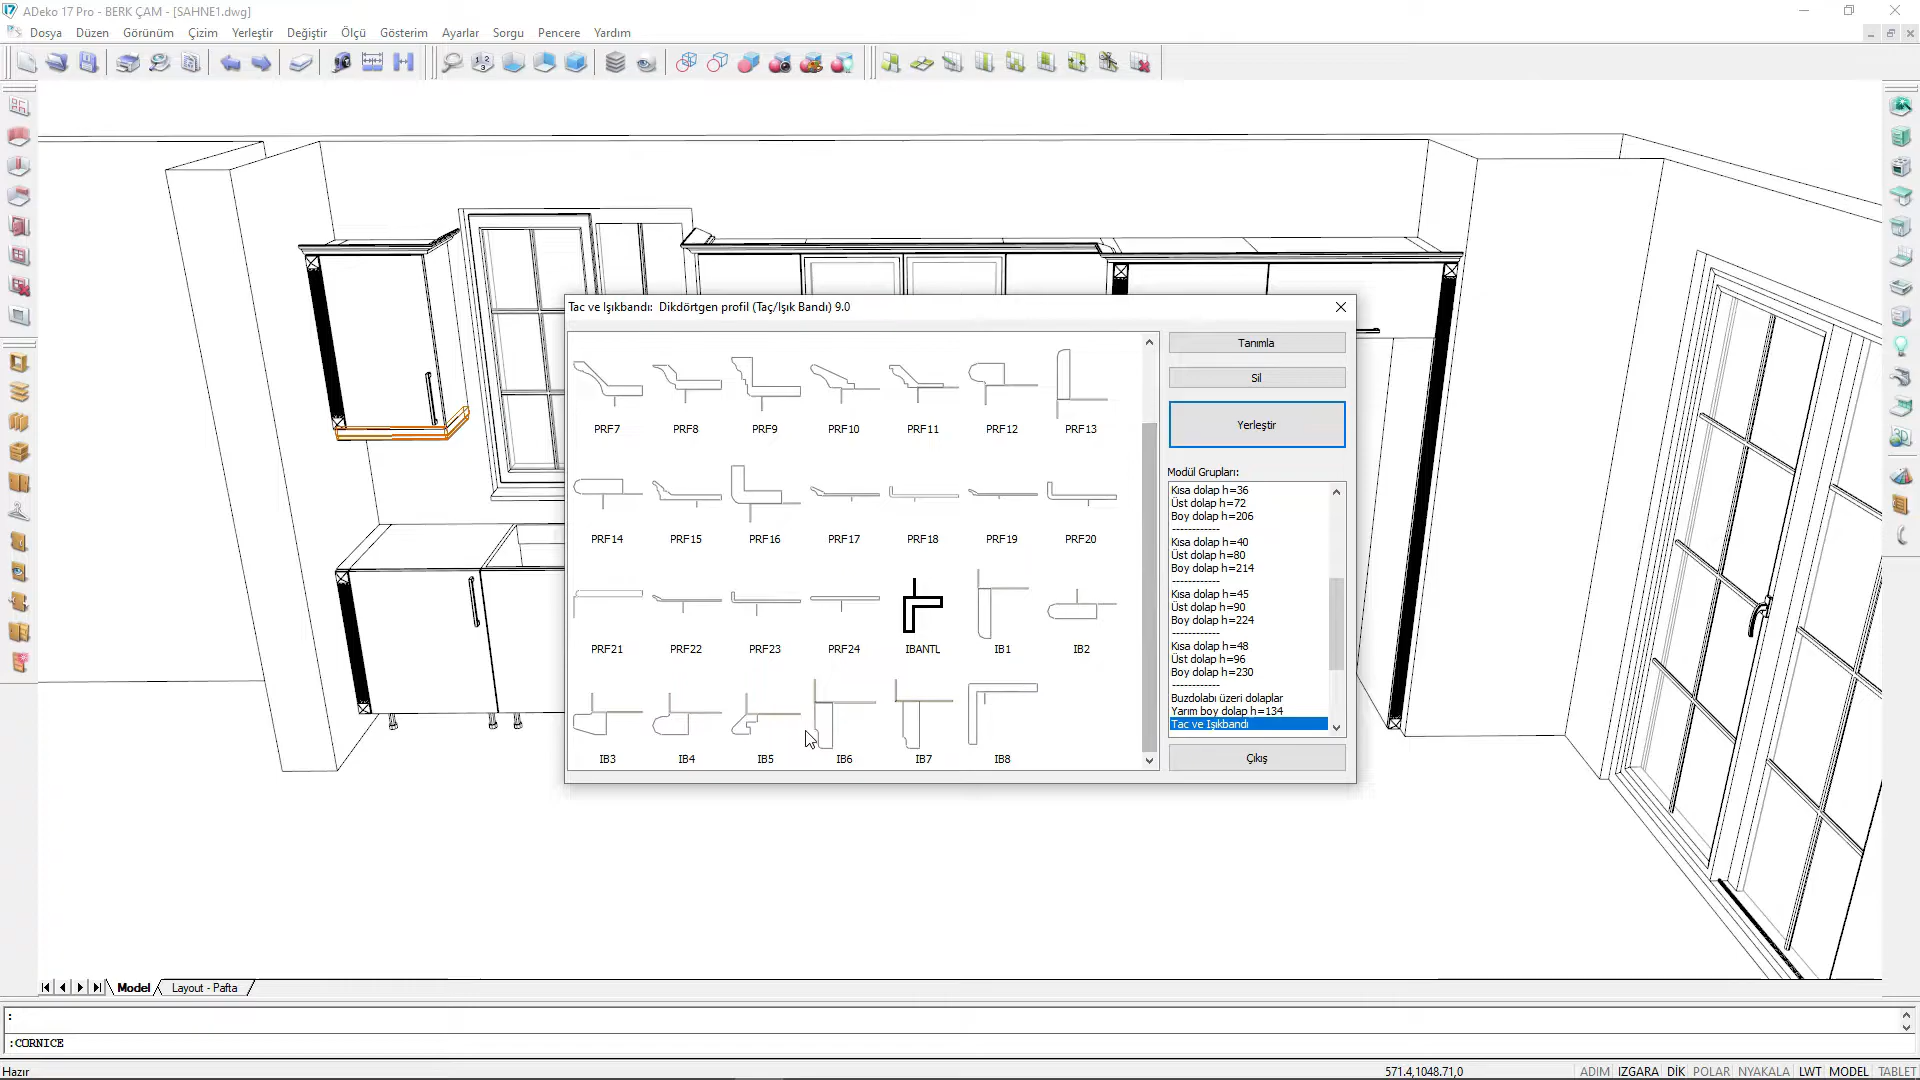 ADeko 17 Pro - BERK ÇAM - [SAHNE1.dwg]
Dosya Düzen Görünüm Çizim Yerleştir Değiştir Ölçü Gösterim Ayarlar Sorgu Pencere Yardım
Tac ve Işıkbandı: Dikdörtgen profil (Taç/Işık Bandı) 9.0
PRF7 PRF8 PRF9 PRF10 PRF11 PRF12 PRF13
PRF14 PRF15 PRF16 PRF17 PRF18 PRF19 PRF20
PRF21 PRF22 PRF23 PRF24 IBANTL IB1 IB2
IB3 IB4 IB5 IB6 IB7 IB8
Tanımla
Sil
Yerleştir
Modül Grupları:
Kısa dolap h=36
Üst dolap h=72
Boy dolap h=206
------------
Kısa dolap h=40
Üst dolap h=80
Boy dolap h=214
------------
Kısa dolap h=45
Üst dolap h=90
Boy dolap h=224
------------
Kısa dolap h=48
Üst dolap h=96
Boy dolap h=230
------------
Buzdolabı üzeri dolaplar
Yarım boy dolap h=134
Tac ve Işıkbandı
Çıkış
Model Layout - Pafta
:
:CORNICE
Hazır 571.4,1048.71,0 ADIM IZGARA DİK POLAR NYAKALA LWT MODEL TABLET